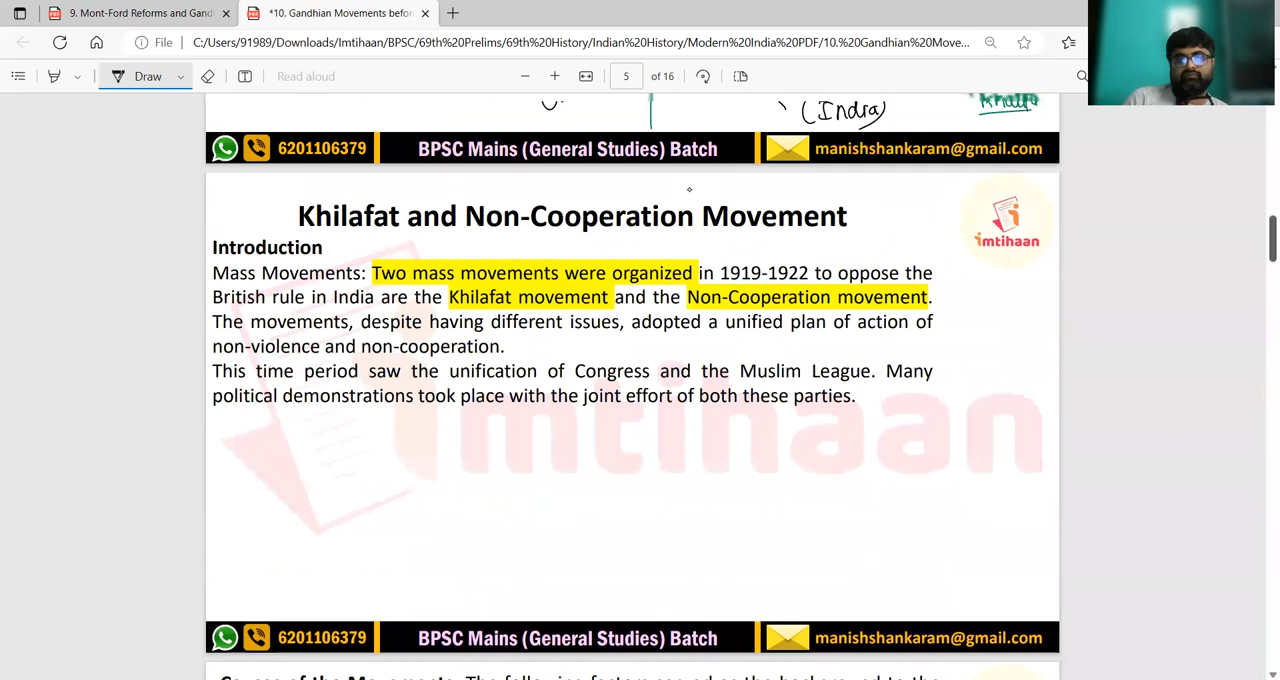 9. Mont-Ford Reforms and Gand
*10. Gandhian Movements befor
File
C:/Users/91989/Downloads/Imtihaan/BPSC/69th%20Prelims/69th%20History/Indian%20History/Modern%20India%20PDF/10.%20Gandhian%20Move...
Draw
Read aloud
5 of 16
(Indra)
Khalifa
6201106379 BPSC Mains (General Studies) Batch manishshankaram@gmail.com
Khilafat and Non-Cooperation Movement
imtihaan
Introduction
Mass Movements: Two mass movements were organized in 1919-1922 to oppose the
British rule in India are the Khilafat movement and the Non-Cooperation movement.
The movements, despite having different issues, adopted a unified plan of action of
non-violence and non-cooperation.
This time period saw the unification of Congress and the Muslim League. Many
political demonstrations took place with the joint effort of both these parties.
imtihaan
6201106379 BPSC Mains (General Studies) Batch manishshankaram@gmail.com